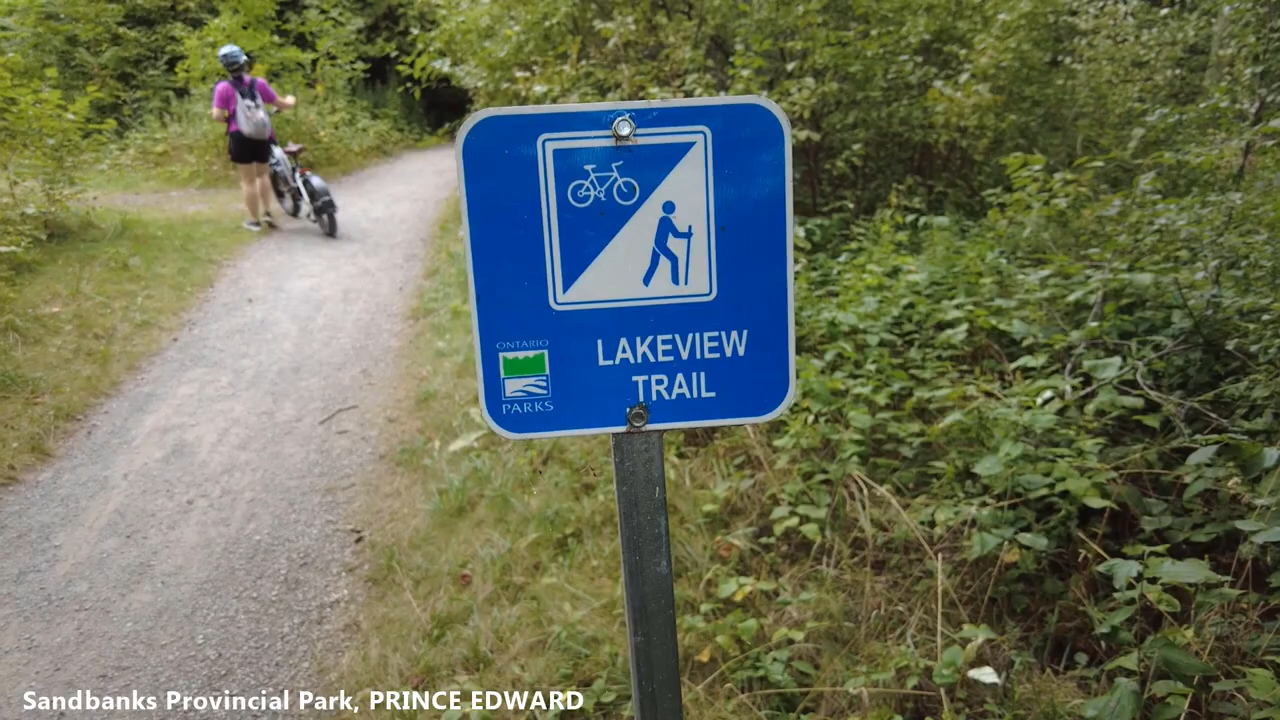 ONTARIO
PARKS
LAKEVIEW
TRAIL
Sandbanks Provincial Park, PRINCE EDWARD